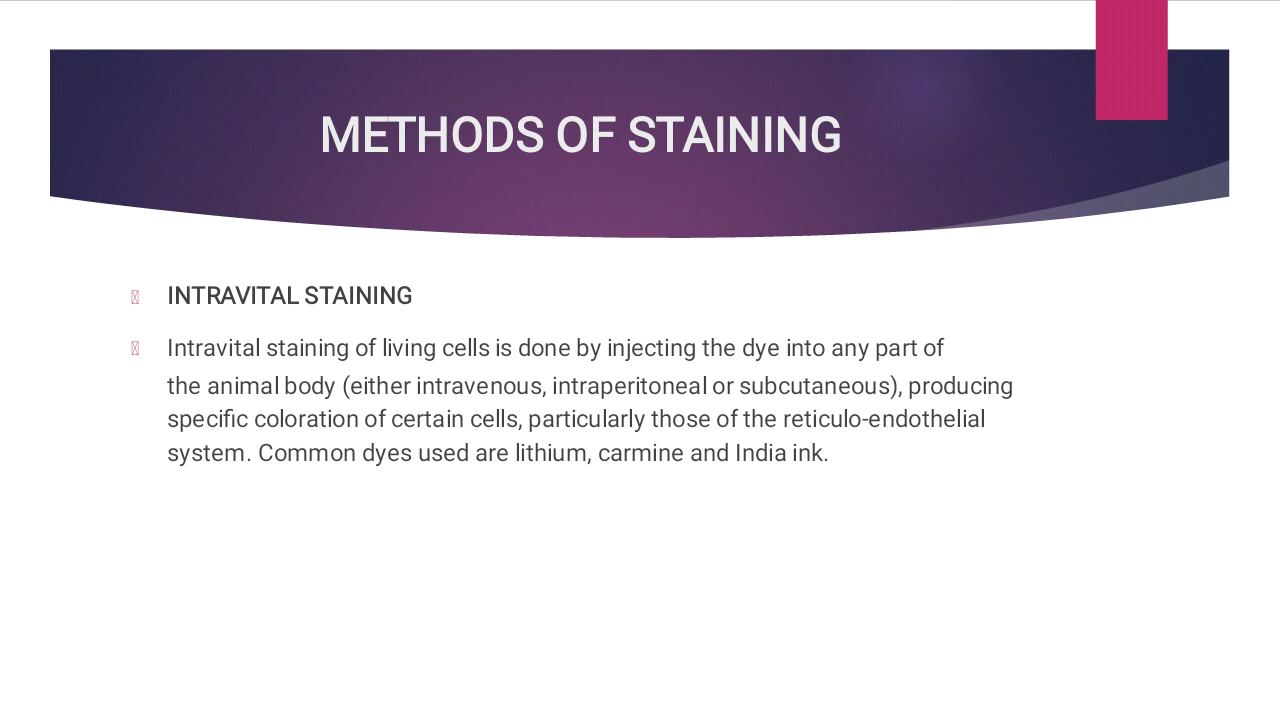 METHODS OF STAINING
INTRAVITAL STAINING
Intravital staining of living cells is done by injecting the dye into any part of
the animal body (either intravenous, intraperitoneal or subcutaneous), producing
specific coloration of certain cells, particularly those of the reticulo-endothelial
system. Common dyes used are lithium, carmine and India ink.